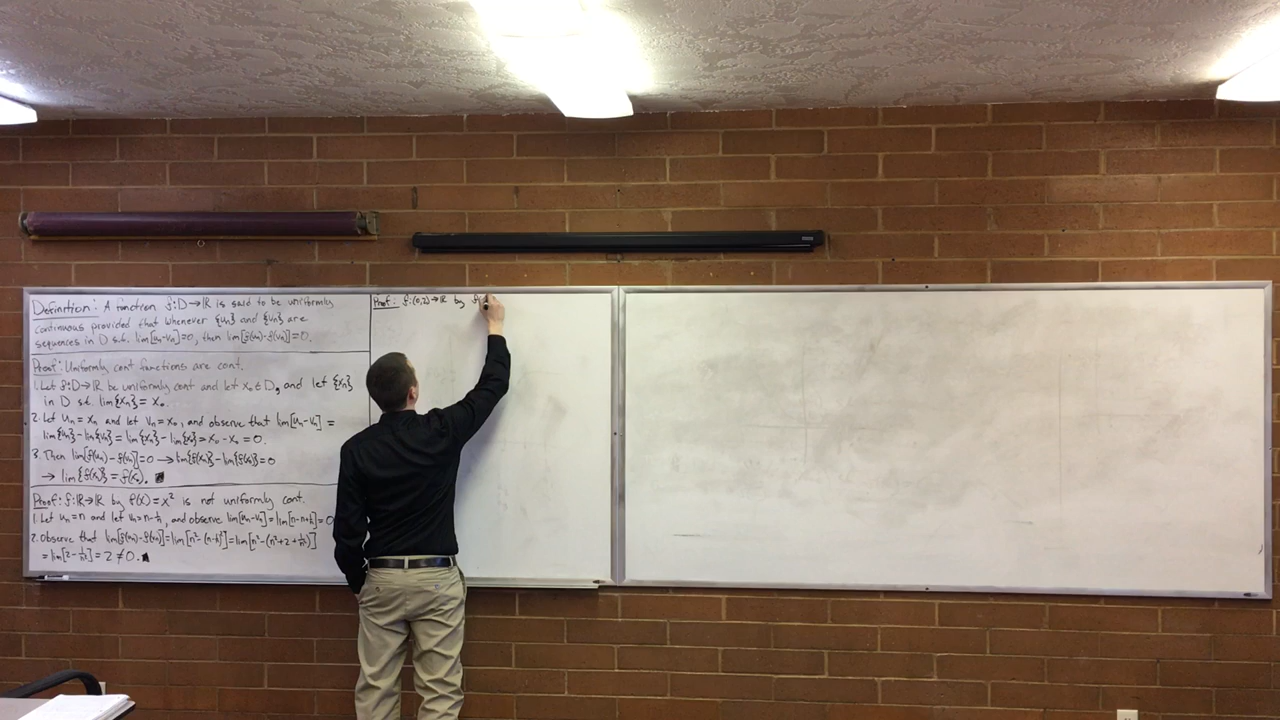 Definition: A function f:D→ℝ is said to be uniformly
continuous provided that whenever {uₙ} and {vₙ} are
sequences in D s.t. lim[uₙ-vₙ]=0, then lim[f(uₙ)-f(vₙ)]=0.
Proof: Uniformly cont functions are cont.
1. Let f:D→ℝ be uniformly cont and let x₀∈D, and let {xₙ}
in D s.t. lim{xₙ}=x₀.
2. Let uₙ=xₙ and let vₙ=x₀, and observe that lim[uₙ-vₙ]=
lim{uₙ}-lim{vₙ}=lim{xₙ}-lim{x₀}=x₀-x₀=0.
3. Then lim[f(uₙ)-f(vₙ)]=0 → lim{f(xₙ)}-lim{f(x₀)}=0
→ lim{f(xₙ)}=f(x₀). ■
Proof: f:ℝ→ℝ by f(x)=x² is not uniformly cont.
1. Let uₙ=n and let vₙ=n-1/n, and observe lim[uₙ-vₙ]=lim[n-n+1/n]=0
2. Observe that lim[f(uₙ)-f(vₙ)]=lim[n²-(n-1/n)²]=lim[n²-(n²+2+1/n²)]
=lim[2-1/n²]=2≠0. ■
Proof: f:(0,2)→ℝ by f(